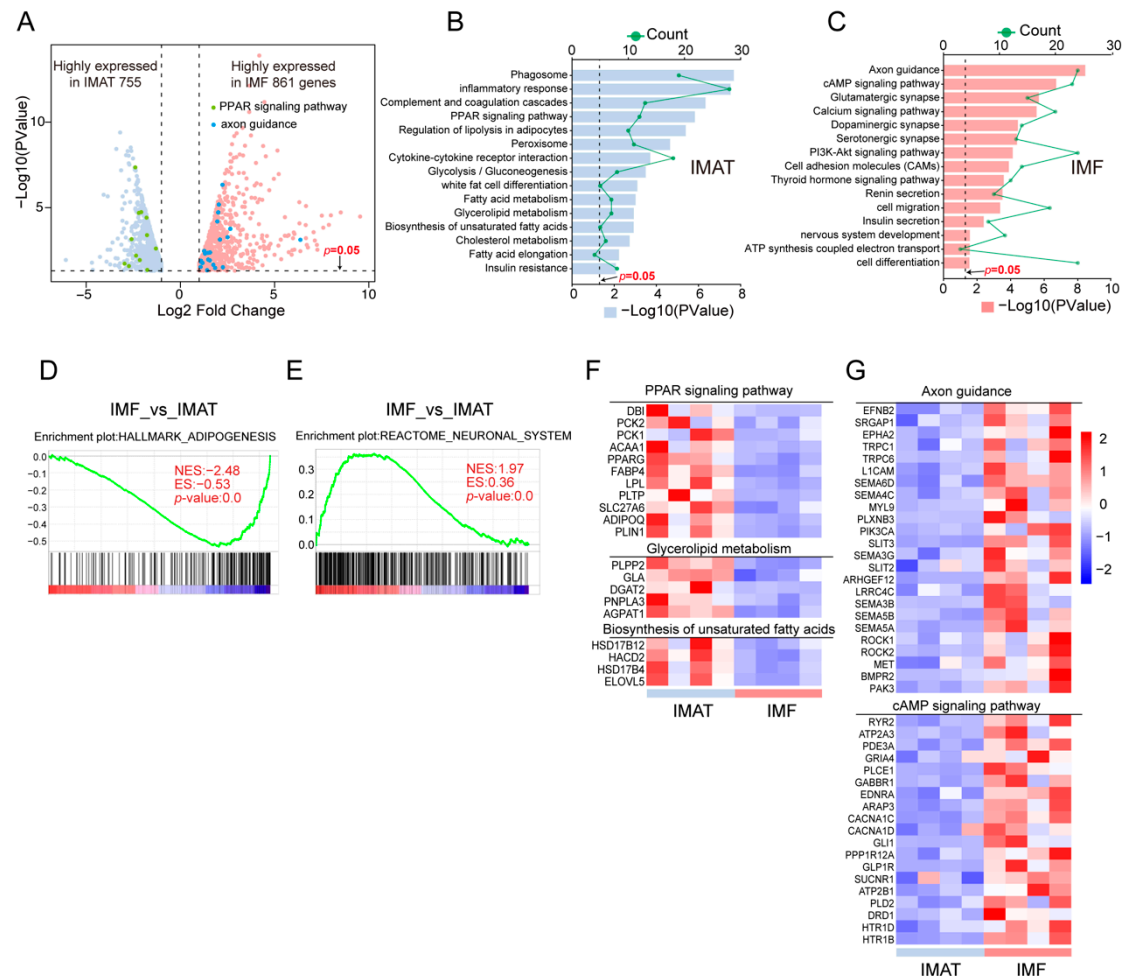 A
Highly expressed
in IMAT 755
Highly expressed
in IMF 861 genes
PPAR signaling pathway
axon guidance
−Log10(PValue)
10
5
p=0.05
−5
0
5
10
Log2 Fold Change
B
Count
0
10
20
30
Phagosome
inflammatory response
Complement and coagulation cascades
PPAR signaling pathway
Regulation of lipolysis in adipocytes
Peroxisome
Cytokine-cytokine receptor interaction
Glycolysis / Gluconeogenesis
white fat cell differentiation
Fatty acid metabolism
Glycerolipid metabolism
Biosynthesis of unsaturated fatty acids
Cholesterol metabolism
Fatty acid elongation
Insulin resistance
IMAT
p=0.05
0
2
4
6
8
−Log10(PValue)
C
Count
0
10
20
30
Axon guidance
cAMP signaling pathway
Glutamatergic synapse
Calcium signaling pathway
Dopaminergic synapse
Serotonergic synapse
PI3K-Akt signaling pathway
Cell adhesion molecules (CAMs)
Thyroid hormone signaling pathway
Renin secretion
cell migration
Insulin secretion
nervous system development
ATP synthesis coupled electron transport
cell differentiation
IMF
p=0.05
0
2
4
6
8
10
−Log10(PValue)
D
IMF_vs_IMAT
Enrichment plot:HALLMARK_ADIPOGENESIS
NES:−2.48
ES:−0.53
p-value:0.0
0.0
−0.1
−0.2
−0.3
−0.4
−0.5
E
IMF_vs_IMAT
Enrichment plot:REACTOME_NEURONAL_SYSTEM
NES:1.97
ES:0.36
p-value:0.0
0.3
0.2
0.1
0.0
F
PPAR signaling pathway
DBI
PCK2
PCK1
ACAA1
PPARG
FABP4
LPL
PLTP
SLC27A6
ADIPOQ
PLIN1
Glycerolipid metabolism
PLPP2
GLA
DGAT2
PNPLA3
AGPAT1
Biosynthesis of unsaturated fatty acids
HSD17B12
HACD2
HSD17B4
ELOVL5
IMAT
IMF
G
Axon guidance
EFNB2
SRGAP1
EPHA2
TRPC1
TRPC6
L1CAM
SEMA6D
SEMA4C
MYL9
PLXNB3
PIK3CA
SLIT3
SEMA3G
SLIT2
ARHGEF12
LRRC4C
SEMA3B
SEMA5B
SEMA5A
ROCK1
ROCK2
MET
BMPR2
PAK3
2
1
0
−1
−2
cAMP signaling pathway
RYR2
ATP2A3
PDE3A
GRIA4
PLCE1
GABBR1
EDNRA
ARAP3
CACNA1C
CACNA1D
GLI1
PPP1R12A
GLP1R
SUCNR1
ATP2B1
PLD2
DRD1
HTR1D
HTR1B
IMAT
IMF